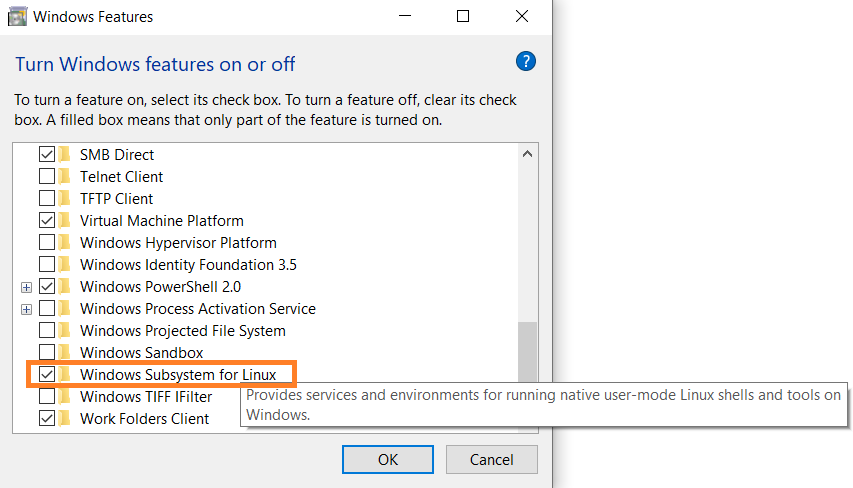 Windows Features
Turn Windows features on or off
?
To turn a feature on, select its check box. To turn a feature off, clear its check
box. A filled box means that only part of the feature is turned on.
SMB Direct
Telnet Client
TFTP Client
Virtual Machine Platform
Windows Hypervisor Platform
Windows Identity Foundation 3.5
Windows PowerShell 2.0
Windows Process Activation Service
Windows Projected File System
Windows Sandbox
Windows Subsystem for Linux
Provides services and environments for running native user-mode Linux shells and tools on
Windows.
Windows TIFF IFilter
Work Folders Client
OK Cancel